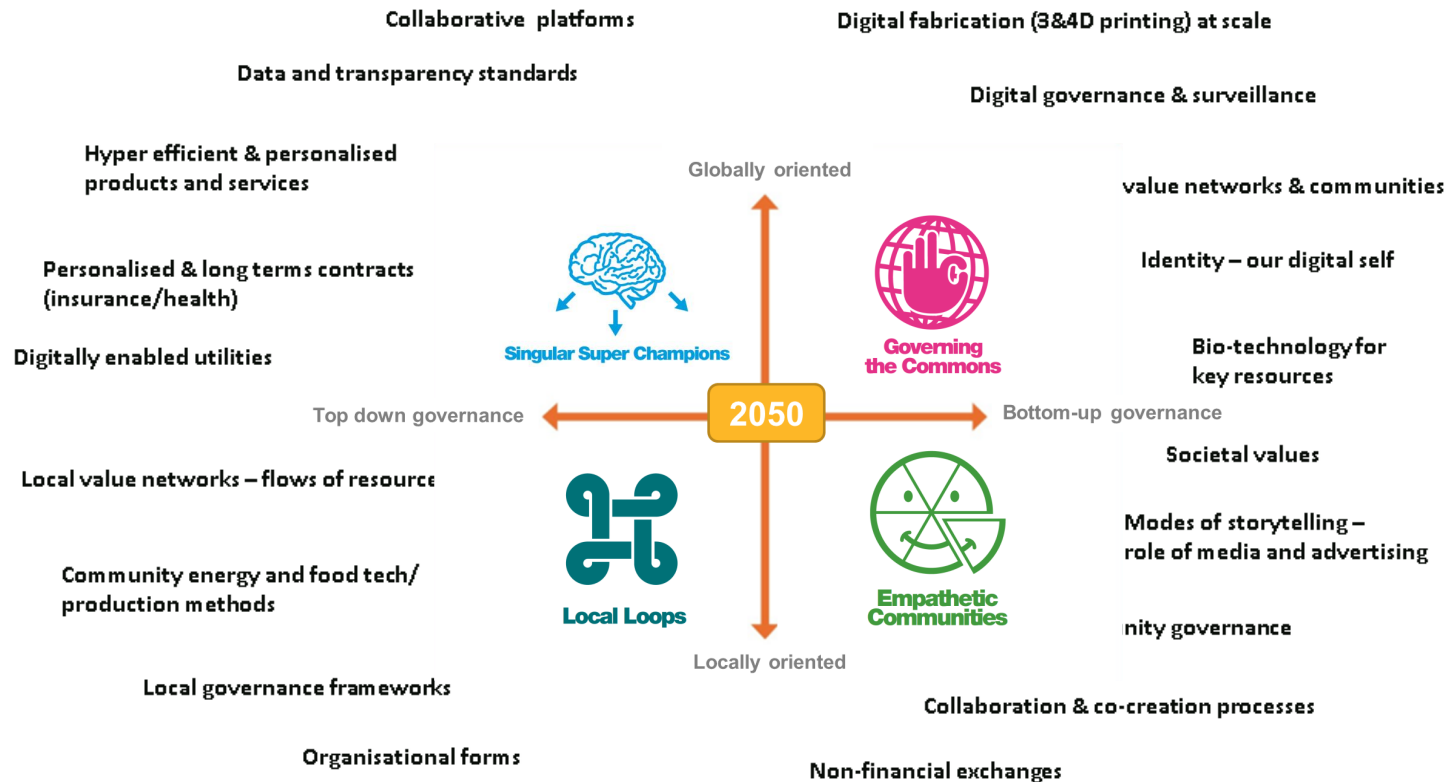 Collaborative platforms
Digital fabrication (3&4D printing) at scale
Data and transparency standards
Digital governance & surveillance
Hyper efficient & personalised
products and services
Globally oriented
value networks & communities
Personalised & long terms contracts
(insurance/health)
Identity – our digital self
Singular Super Champions
Governing
the Commons
Digitally enabled utilities
Bio-technology for
key resources
Top down governance
2050
Bottom-up governance
Local value networks – flows of resource
Societal values
Modes of storytelling –
role of media and advertising
Community energy and food tech/
production methods
Local Loops
Empathetic
Communities
nity governance
Locally oriented
Local governance frameworks
Collaboration & co-creation processes
Organisational forms
Non-financial exchanges